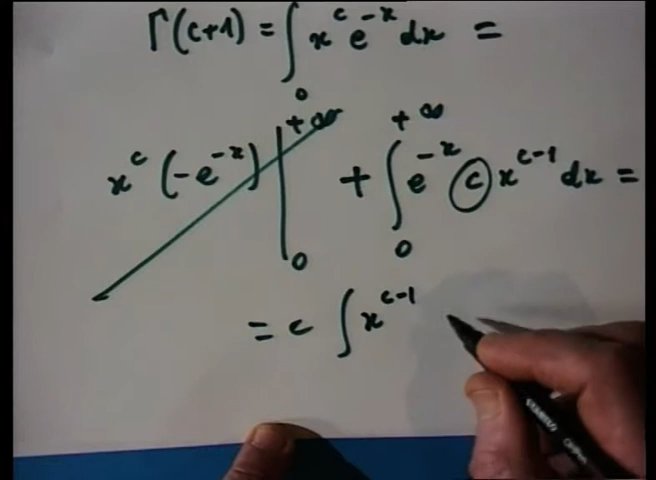 Γ(c+1) = ∫₀ x^c e^{-x} dx =
x^c (-e^{-x}) |₀^{+∞} + ∫₀^{+∞} e^{-x} c x^{c-1} dx =
= c ∫ x^{c-1}